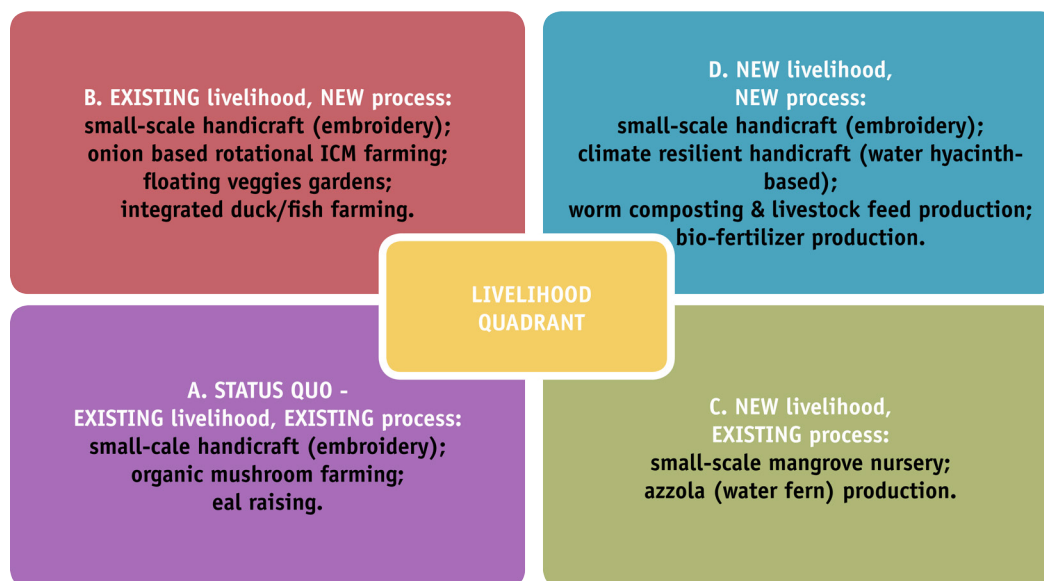 B. EXISTING livelihood, NEW process:
small-scale handicraft (embroidery);
onion based rotational ICM farming;
floating veggies gardens;
integrated duck/fish farming.
D. NEW livelihood,
NEW process:
small-scale handicraft (embroidery);
climate resilient handicraft (water hyacinth-
based);
worm composting & livestock feed production;
bio-fertilizer production.
LIVELIHOOD
QUADRANT
A. STATUS QUO -
EXISTING livelihood, EXISTING process:
small-cale handicraft (embroidery);
organic mushroom farming;
eal raising.
C. NEW livelihood,
EXISTING process:
small-scale mangrove nursery;
azzola (water fern) production.